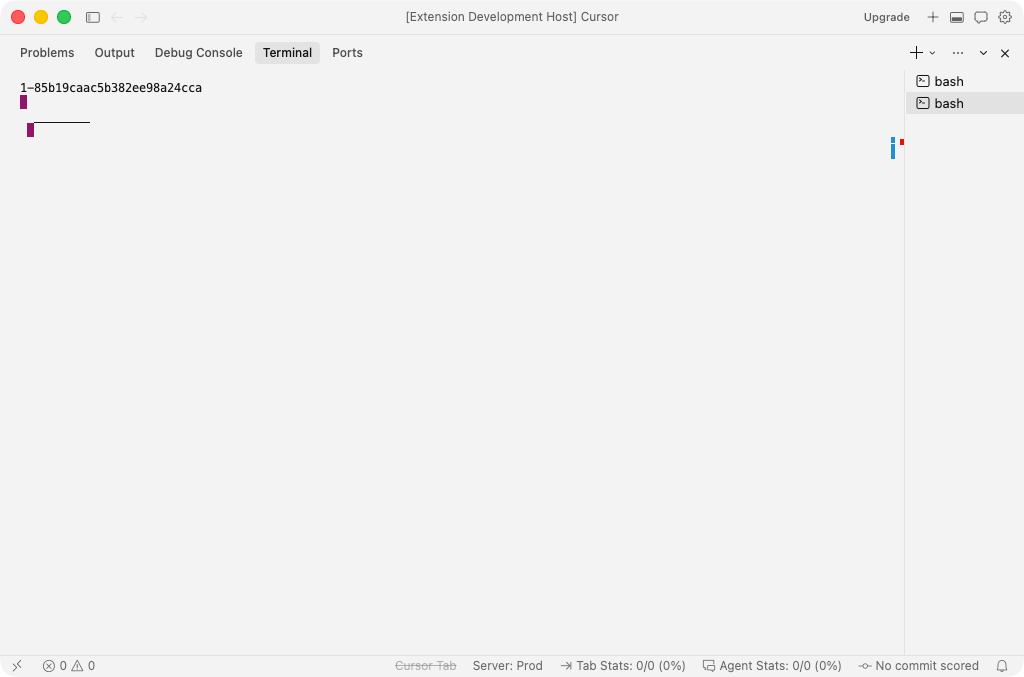 [Extension Development Host] Cursor
Upgrade
Problems Output Debug Console Terminal Ports
1-85b19caac5b382ee98a24cca
bash
bash
0 0 Cursor Tab Server: Prod Tab Stats: 0/0 (0%) Agent Stats: 0/0 (0%) No commit scored